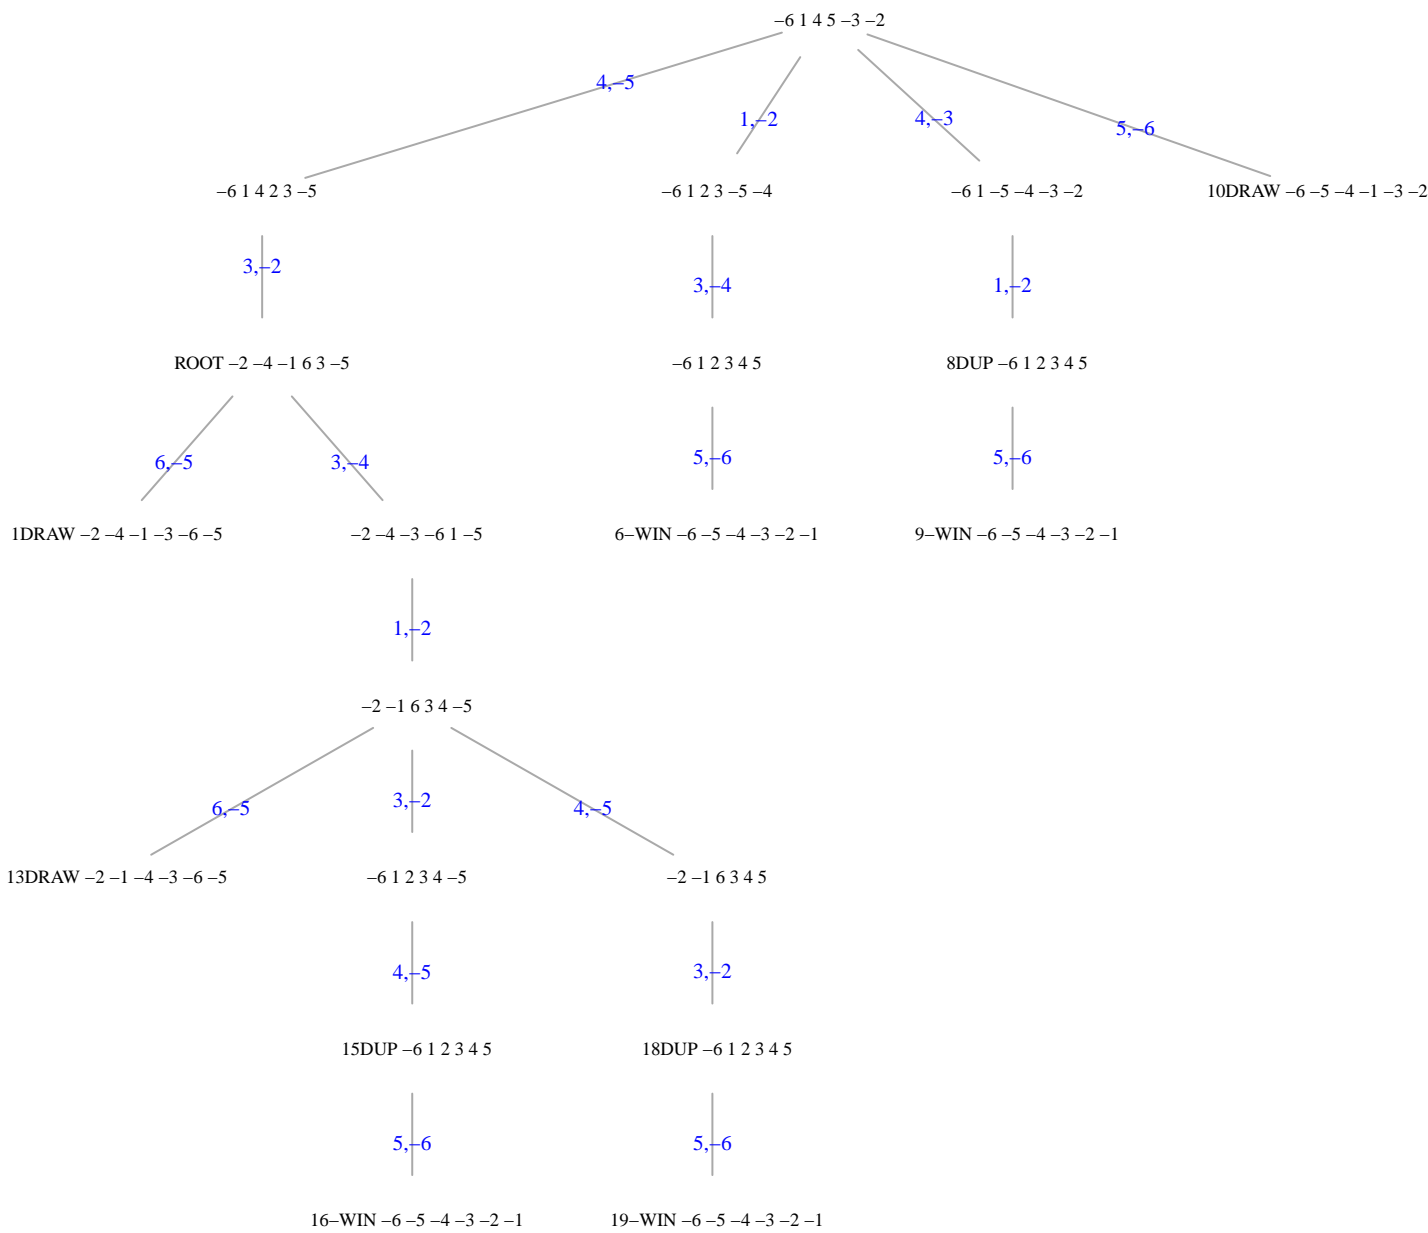 –6 1 4 5 –3 –2
4,–5
1,–2
4,–3
5,–6
–6 1 4 2 3 –5
–6 1 2 3 –5 –4
–6 1 –5 –4 –3 –2
10DRAW –6 –5 –4 –1 –3 –2
3,–2
3,–4
1,–2
ROOT –2 –4 –1 6 3 –5
–6 1 2 3 4 5
8DUP –6 1 2 3 4 5
6,–5
3,–4
5,–6
5,–6
1DRAW –2 –4 –1 –3 –6 –5
–2 –4 –3 –6 1 –5
6–WIN –6 –5 –4 –3 –2 –1
9–WIN –6 –5 –4 –3 –2 –1
1,–2
–2 –1 6 3 4 –5
6,–5
3,–2
4,–5
13DRAW –2 –1 –4 –3 –6 –5
–6 1 2 3 4 –5
–2 –1 6 3 4 5
4,–5
3,–2
15DUP –6 1 2 3 4 5
18DUP –6 1 2 3 4 5
5,–6
5,–6
16–WIN –6 –5 –4 –3 –2 –1
19–WIN –6 –5 –4 –3 –2 –1